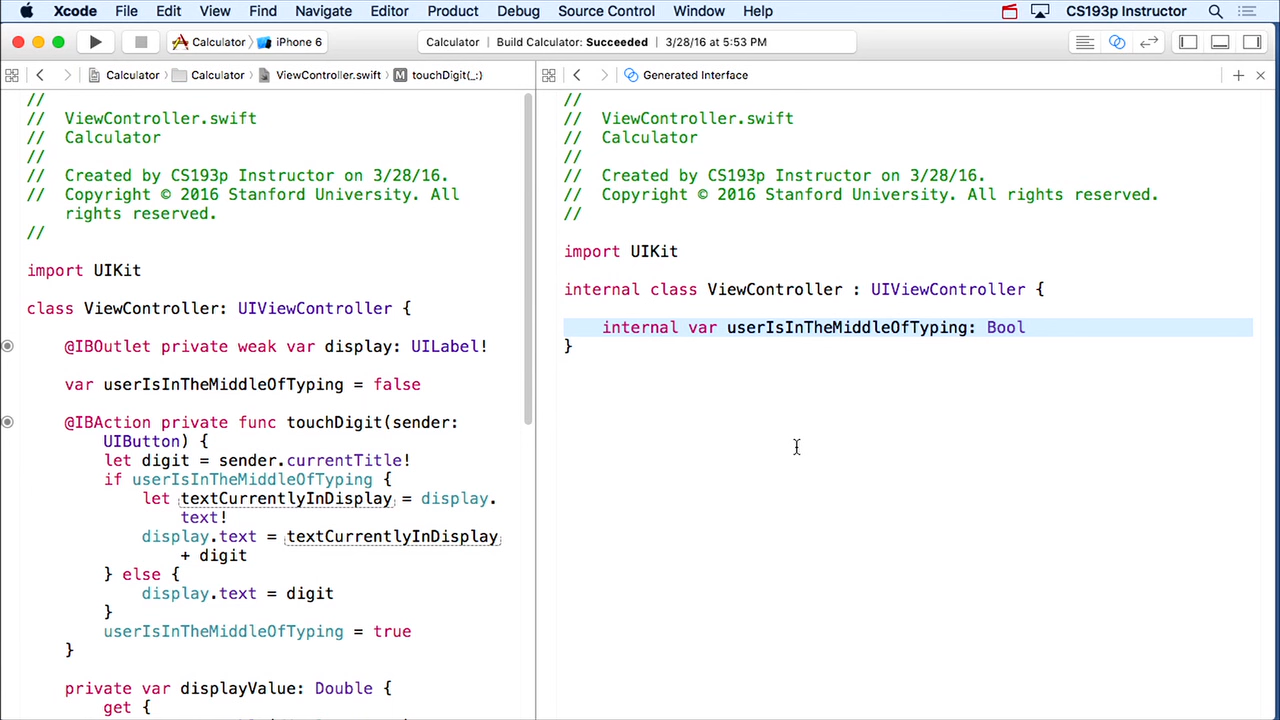 Xcode File Edit View Find Navigate Editor Product Debug Source Control Window Help CS193p Instructor
Calculator iPhone 6 Calculator Build Calculator: Succeeded 3/28/16 at 5:53 PM
Calculator Calculator ViewController.swift M touchDigit(_:)
//
// ViewController.swift
// Calculator
//
// Created by CS193p Instructor on 3/28/16.
// Copyright © 2016 Stanford University. All
rights reserved.
//
import UIKit
class ViewController: UIViewController {
@IBOutlet private weak var display: UILabel!
var userIsInTheMiddleOfTyping = false
@IBAction private func touchDigit(sender:
UIButton) {
let digit = sender.currentTitle!
if userIsInTheMiddleOfTyping {
let textCurrentlyInDisplay = display.
text!
display.text = textCurrentlyInDisplay
+ digit
} else {
display.text = digit
}
userIsInTheMiddleOfTyping = true
}
private var displayValue: Double {
get {
Generated Interface
//
// ViewController.swift
// Calculator
//
// Created by CS193p Instructor on 3/28/16.
// Copyright © 2016 Stanford University. All rights reserved.
//
import UIKit
internal class ViewController : UIViewController {
internal var userIsInTheMiddleOfTyping: Bool
}